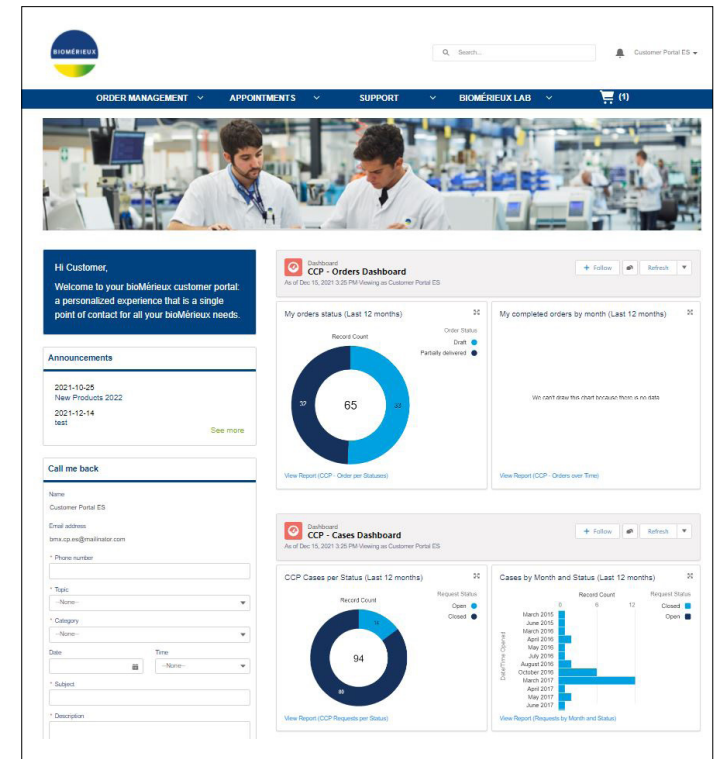 BIOMÉRIEUX
Search...
Customer Portal ES
ORDER MANAGEMENT
APPOINTMENTS
SUPPORT
BIOMÉRIEUX LAB
(1)
Hi Customer,
Welcome to your bioMérieux customer portal:
a personalized experience that is a single
point of contact for all your bioMérieux needs.
Announcements
2021-10-25
New Products 2022
2021-12-14
test
See more
Call me back
Name
Customer Portal ES
Email address
bms.cp.es@mailinator.com
* Phone number
* Topic
--None--
* Category
--None--
Date
Time
--None--
* Subject
* Description
Dashboard
CCP - Orders Dashboard
As of Dec 15, 2021 3:25 PM·Viewing as Customer Portal ES
+ Follow
Refresh
My orders status (Last 12 months)
Record Count
Order Status
Draft
Partially delivered
32
65
View Report (CCP - Order per Statuses)
My completed orders by month (Last 12 months)
We can't draw this chart because there is no data.
View Report (CCP - Orders over Time)
Dashboard
CCP - Cases Dashboard
As of Dec 15, 2021 3:25 PM·Viewing as Customer Portal ES
+ Follow
Refresh
CCP Cases per Status (Last 12 months)
Record Count
Request Status
Open
Closed
94
View Report (CCP Requests per Status)
Cases by Month and Status (Last 12 months)
Record Count
Request Status
Closed
Open
0
6
12
Date/Time Opened
March 2015
June 2015
March 2016
April 2016
May 2016
July 2016
August 2016
October 2016
March 2017
April 2017
May 2017
June 2017
View Report (Requests by Month and Status)